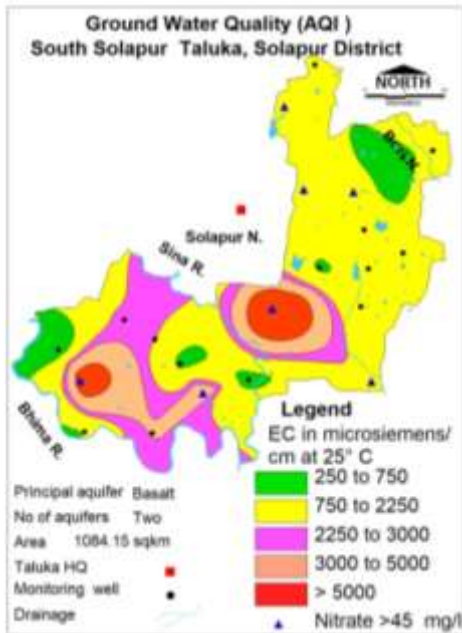 Ground Water Quality (AQI )
South Solapur Taluka, Solapur District
NORTH
Solapur N.
Sina R.
Bhima R.
Legend
EC in microsiemens/
cm at 25° C
250 to 750
750 to 2250
2250 to 3000
3000 to 5000
> 5000
Nitrate >45 mg/l
Principal aquifer Basalt
No of aquifers Two
Area 1084.15 sqkm
Taluka HQ
Monitoring well
Drainage